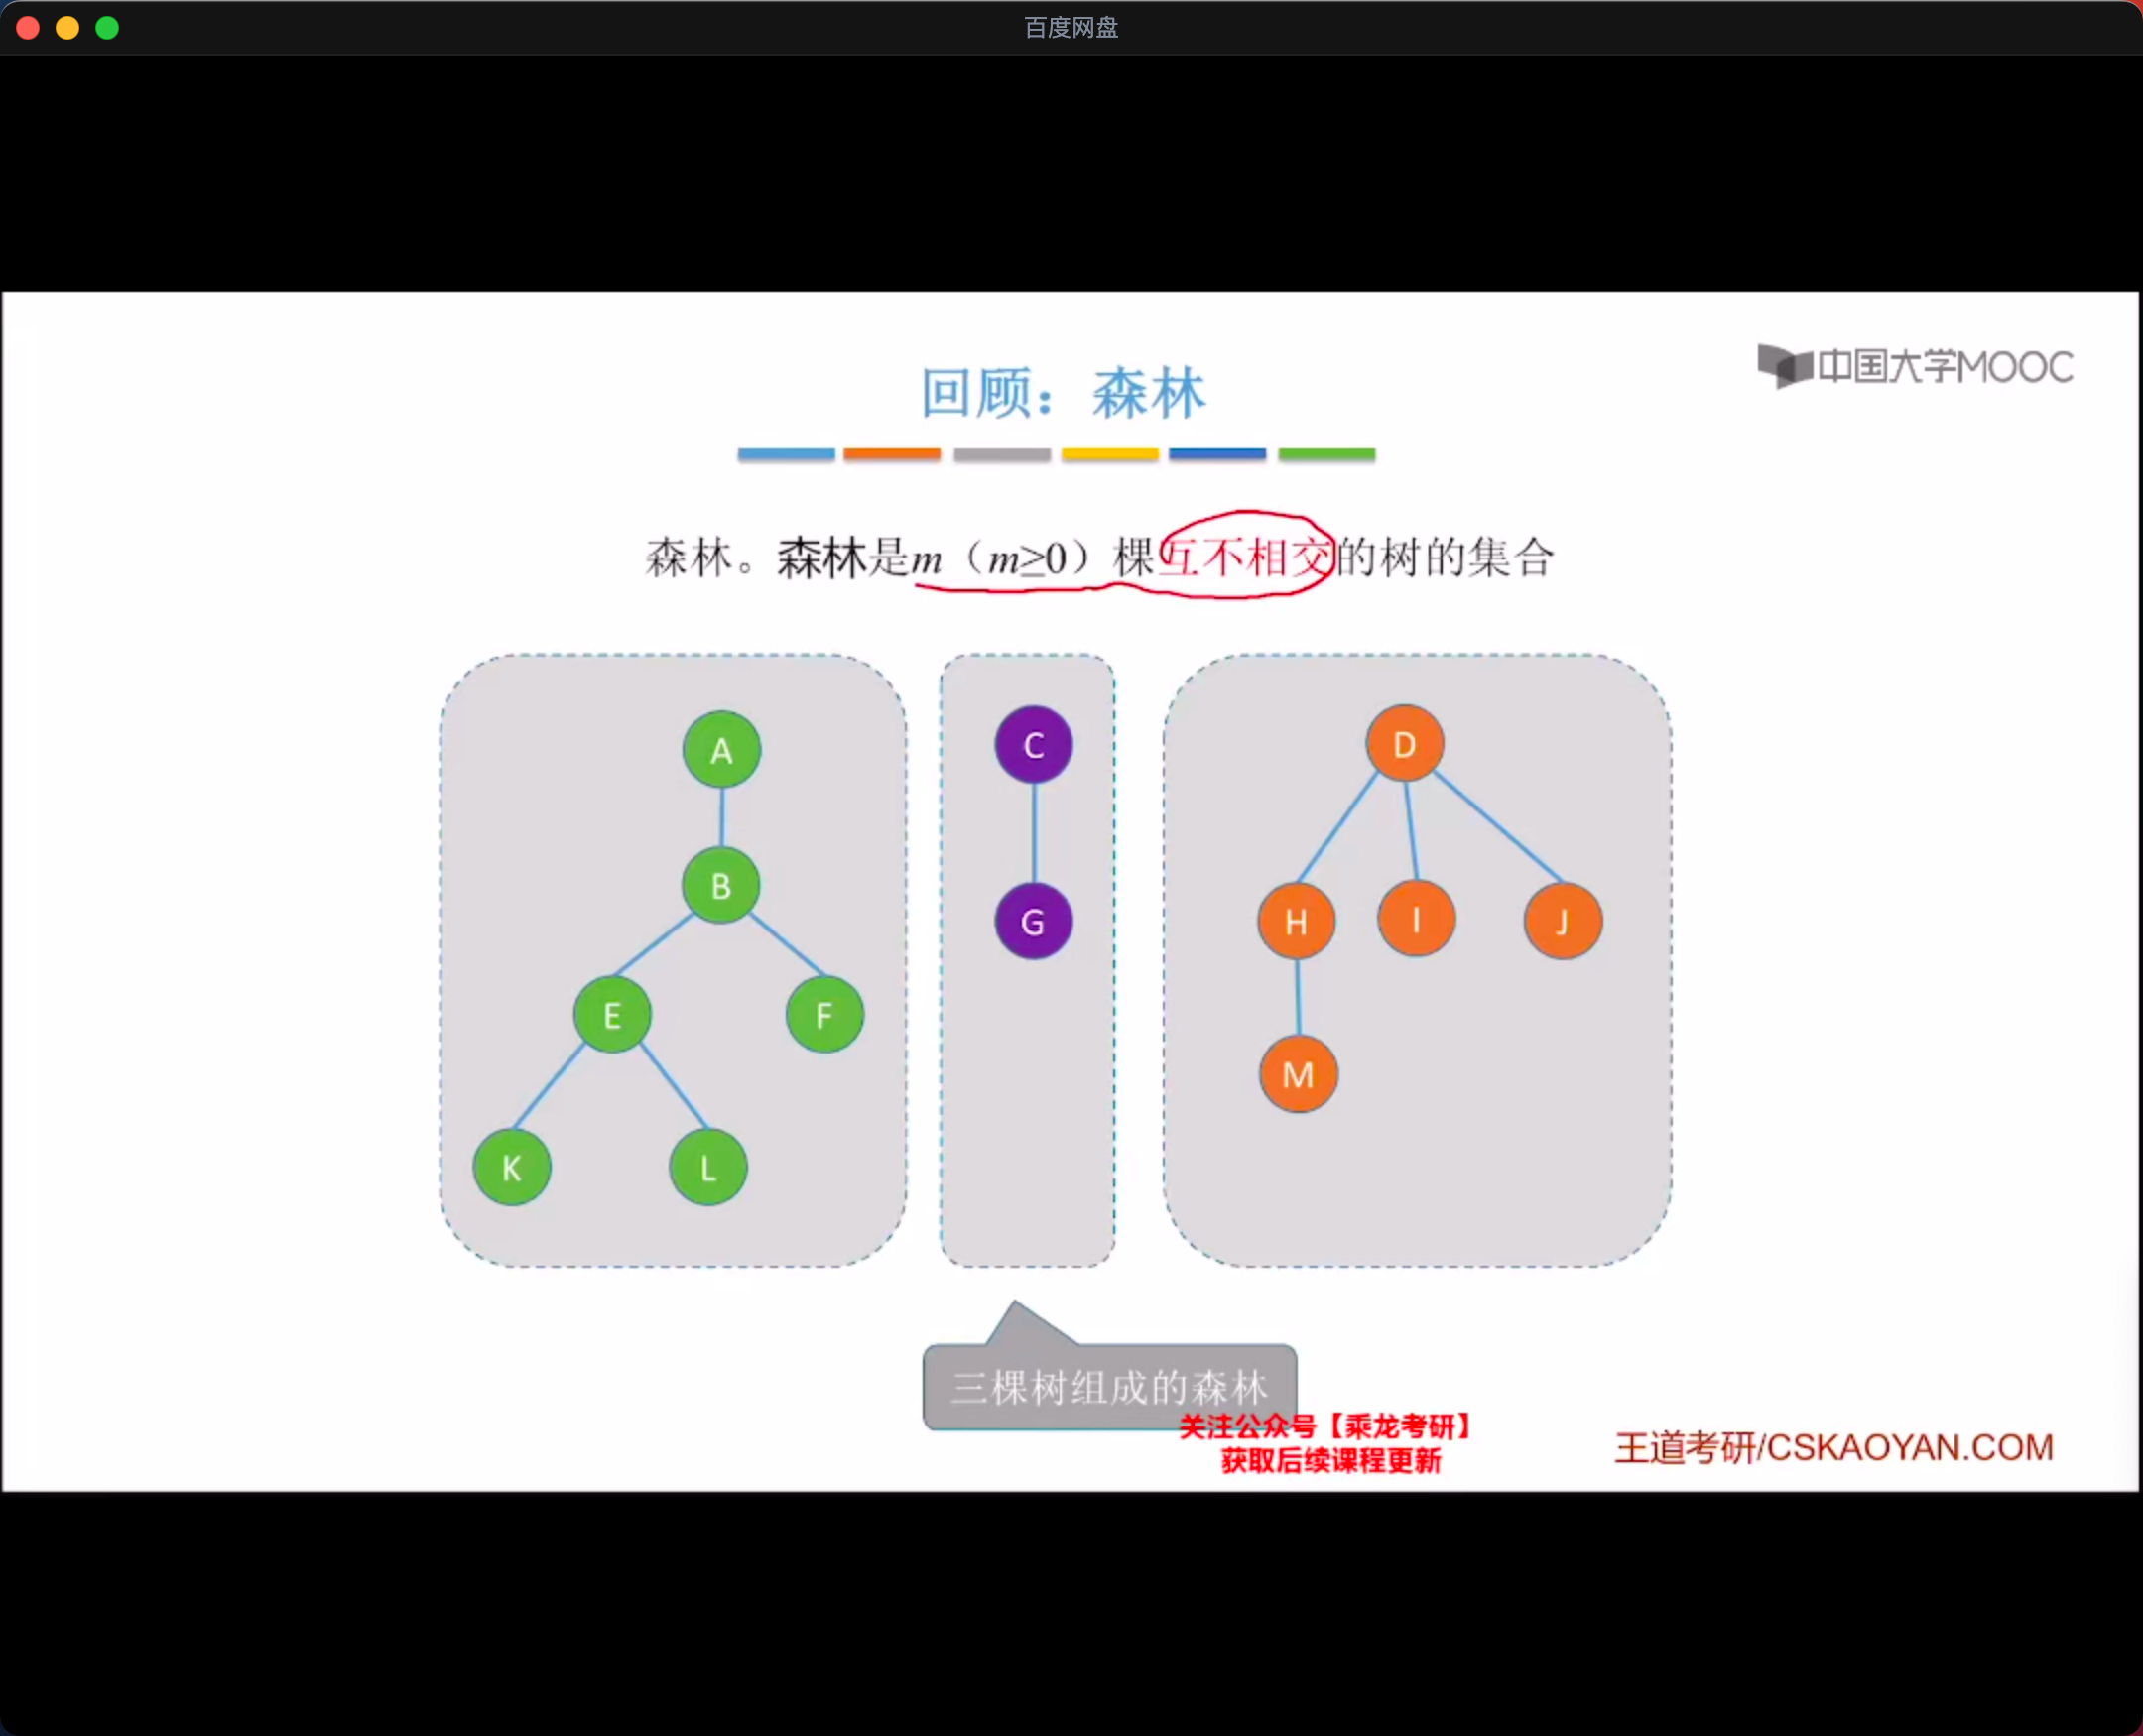 百度网盘
中国大学MOOC
回顾：森林
森林。森林是m（m≥0）棵互不相交的树的集合
A
C
D
B
H
I
J
G
E
F
M
K
L
三棵树组成的森林
关注公众号【乘龙考研】
获取后续课程更新
王道考研/CSKAOYAN.COM